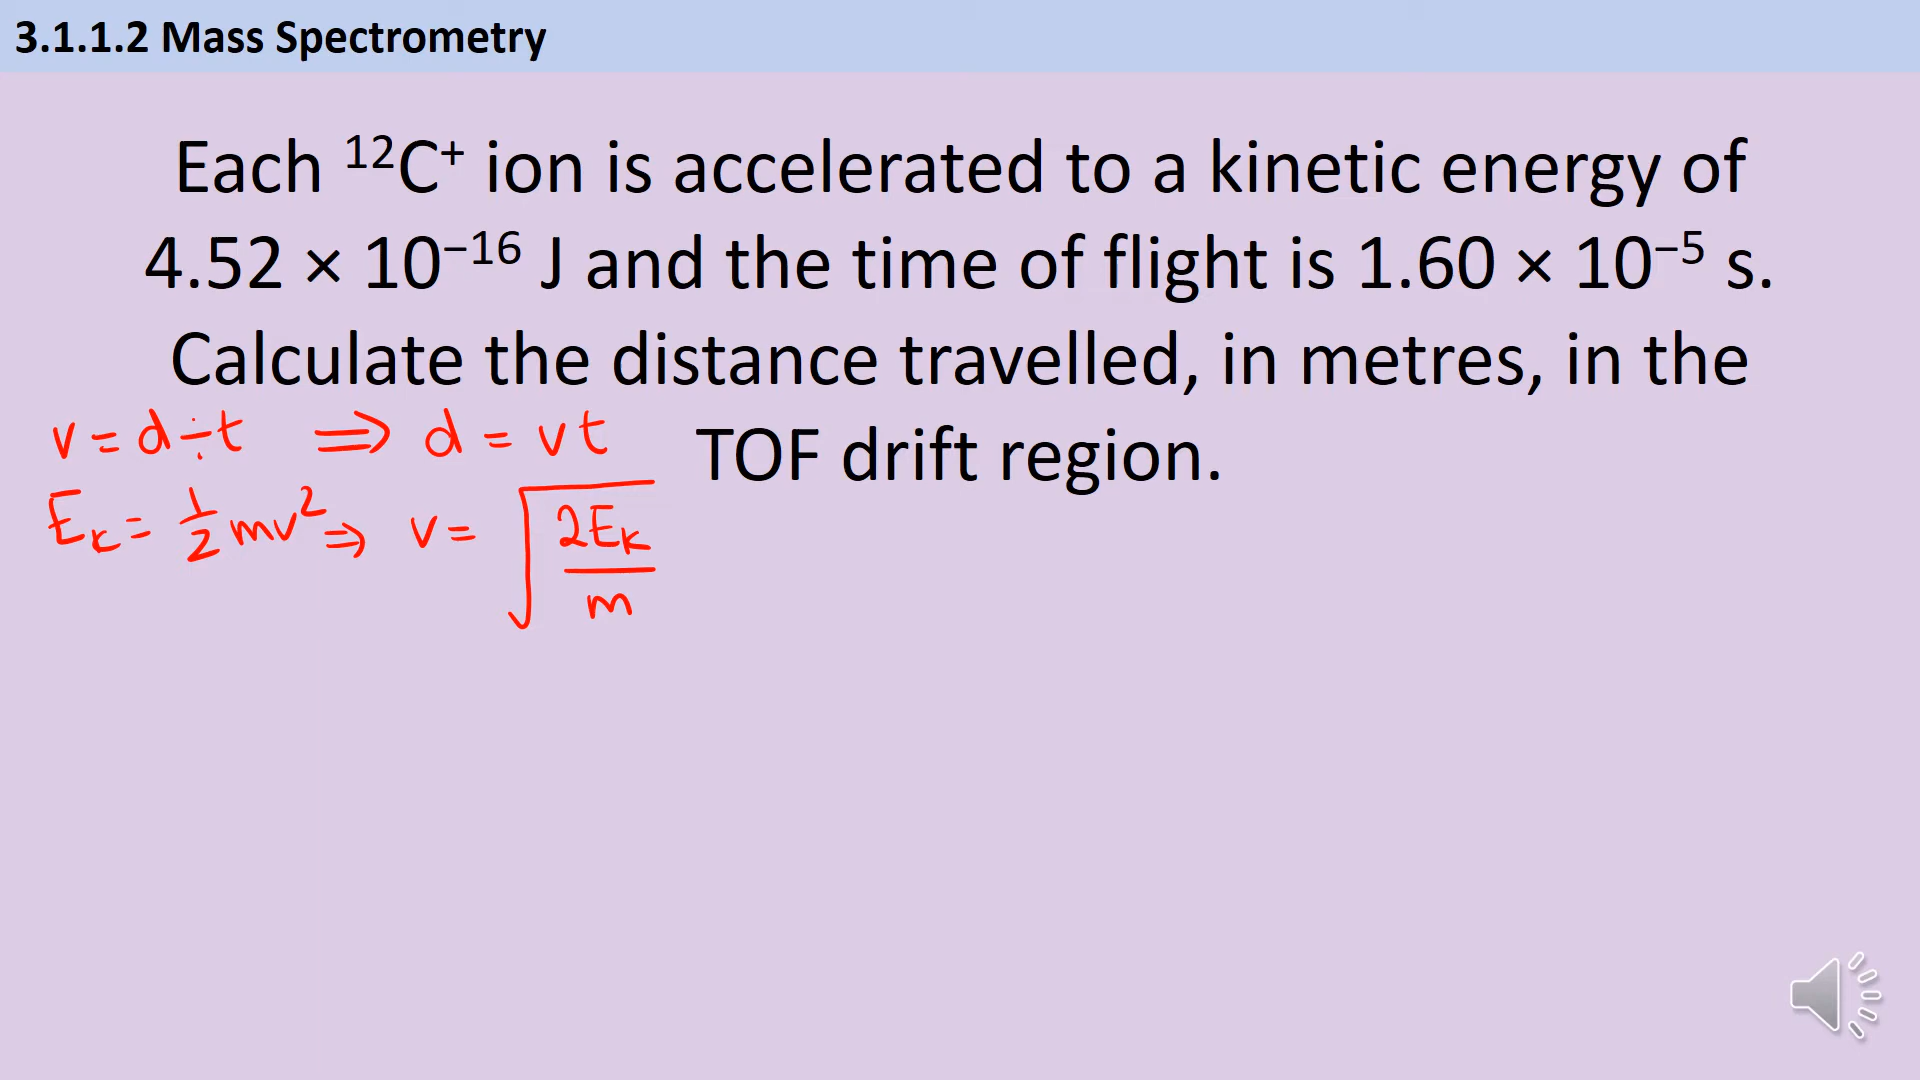 3.1.1.2 Mass Spectrometry
Each ¹²C⁺ ion is accelerated to a kinetic energy of
4.52 × 10⁻¹⁶ J and the time of flight is 1.60 × 10⁻⁵ s.
Calculate the distance travelled, in metres, in the
TOF drift region.
v = d ÷ t ⇒ d = vt
Eₖ = ½mv² ⇒ v = √(2Eₖ/m)